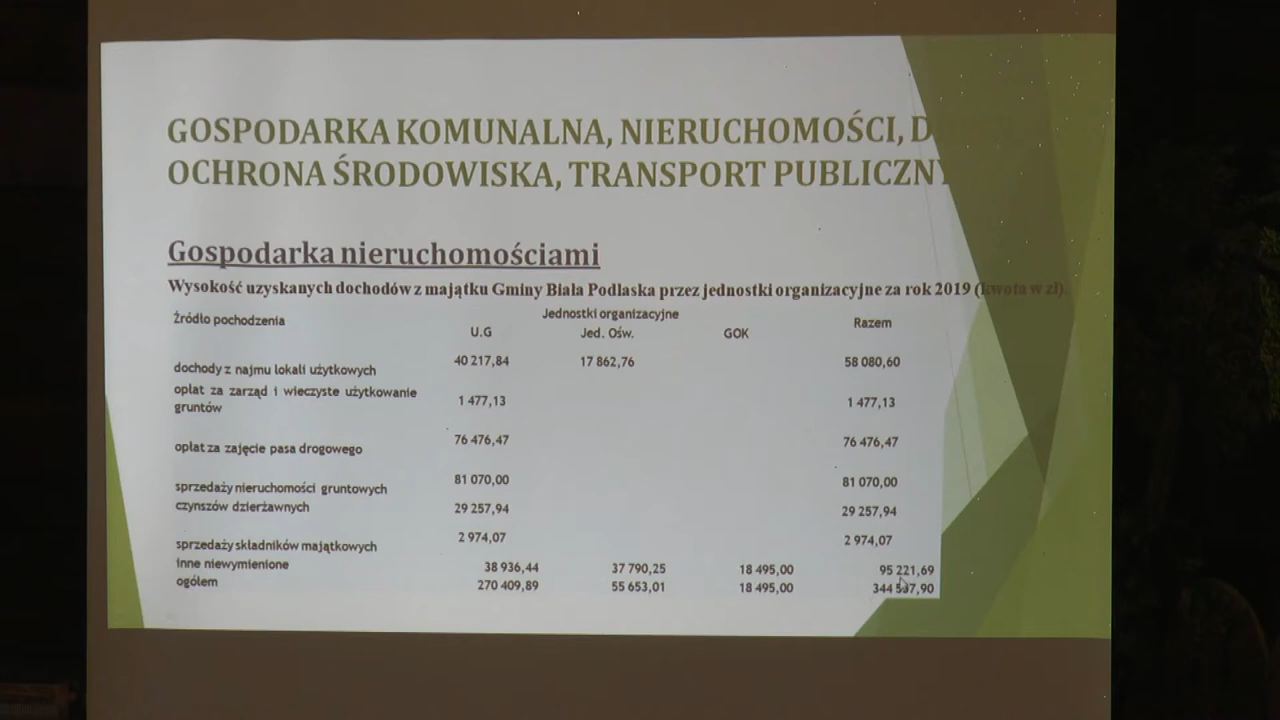 GOSPODARKA KOMUNALNA, NIERUCHOMOŚCI,
OCHRONA ŚRODOWISKA, TRANSPORT PUBLICZNY
Gospodarka nieruchomościami
Wysokość uzyskanych dochodów z majątku Gminy Biała Podlaska przez jednostki organizacyjne za rok 2019 (kwota w zł).
Źródło pochodzenia Jednostki organizacyjne Razem
U.G Jed. Ośw. GOK
dochody z najmu lokali użytkowych 40 217,84 17 862,76 58 080,60
opłat za zarząd i wieczyste użytkowanie
gruntów 1 477,13 1 477,13
opłat za zajęcie pasa drogowego 76 476,47 76 476,47
sprzedaży nieruchomości gruntowych 81 070,00 81 070,00
czynszów dzierżawnych 29 257,94 29 257,94
sprzedaży składników majątkowych 2 974,07 2 974,07
inne niewymienione 38 936,44 37 790,25 18 495,00 95 221,69
ogółem 270 409,89 55 653,01 18 495,00 344 557,90